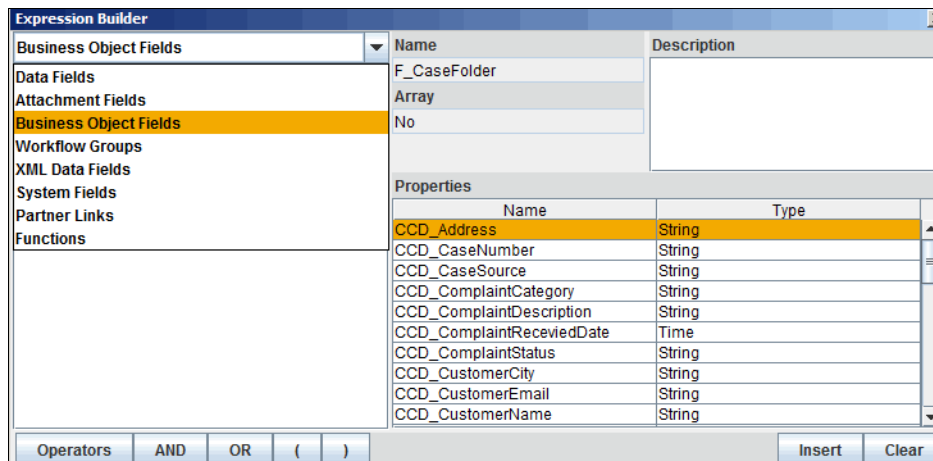 Expression Builder
Business Object Fields
Data Fields
Attachment Fields
Business Object Fields
Workflow Groups
XML Data Fields
System Fields
Partner Links
Functions
Name
F_CaseFolder
Array
No
Description
Properties
Name Type
CCD_Address String
CCD_CaseNumber String
CCD_CaseSource String
CCD_ComplaintCategory String
CCD_ComplaintDescription String
CCD_ComplaintReceviedDate Time
CCD_ComplaintStatus String
CCD_CustomerCity String
CCD_CustomerEmail String
CCD_CustomerName String
Operators AND OR ( ) Insert Clear